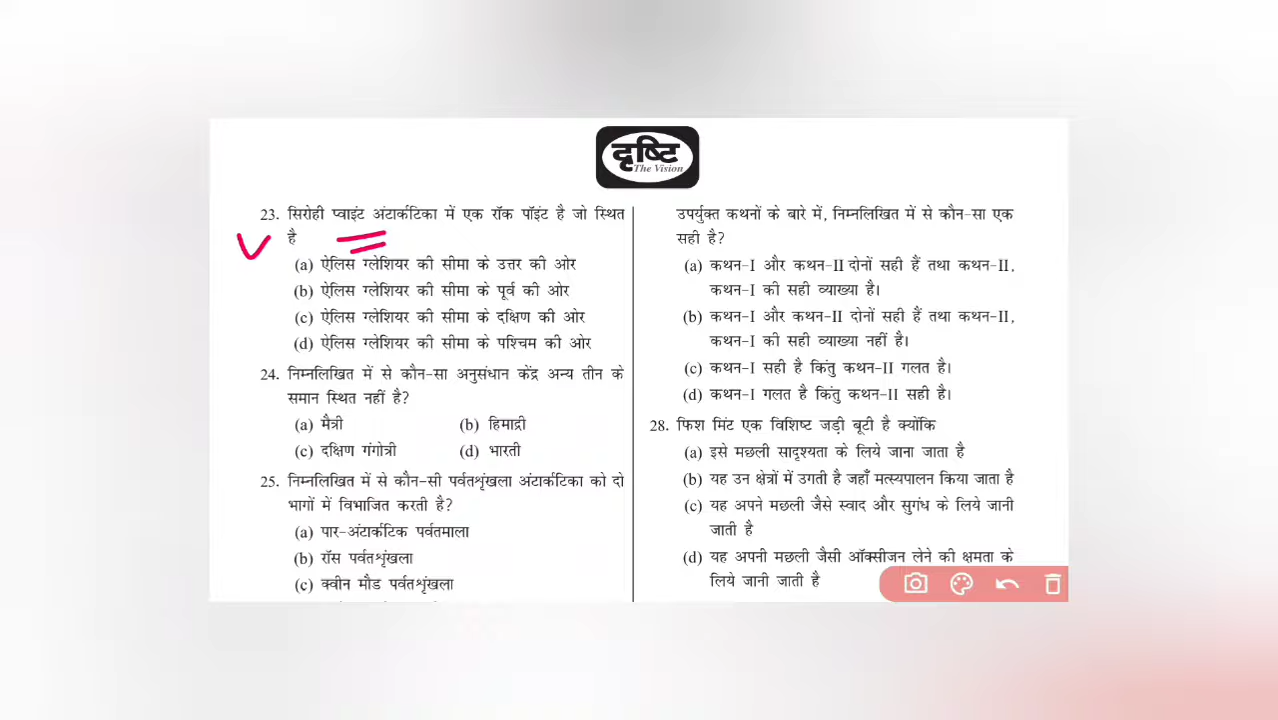 दृष्टि
The Vision
23. सिरोही प्वाइंट अंटार्कटिका में एक रॉक पॉइंट है जो स्थित
है
(a) ऐलिस ग्लेशियर की सीमा के उत्तर की ओर
(b) ऐलिस ग्लेशियर की सीमा के पूर्व की ओर
(c) ऐलिस ग्लेशियर की सीमा के दक्षिण की ओर
(d) ऐलिस ग्लेशियर की सीमा के पश्चिम की ओर
24. निम्नलिखित में से कौन-सा अनुसंधान केंद्र अन्य तीन के
समान स्थित नहीं है?
(a) मैत्री (b) हिमाद्री
(c) दक्षिण गंगोत्री (d) भारती
25. निम्नलिखित में से कौन-सी पर्वतशृंखला अंटार्कटिका को दो
भागों में विभाजित करती है?
(a) पार-अंटार्कटिक पर्वतमाला
(b) रॉस पर्वतशृंखला
(c) क्वीन मौड पर्वतशृंखला
उपर्युक्त कथनों के बारे में, निम्नलिखित में से कौन-सा एक
सही है?
(a) कथन-I और कथन-II दोनों सही हैं तथा कथन-II,
कथन-I की सही व्याख्या है।
(b) कथन-I और कथन-II दोनों सही हैं तथा कथन-II,
कथन-I की सही व्याख्या नहीं है।
(c) कथन-I सही है किंतु कथन-II गलत है।
(d) कथन-I गलत है किंतु कथन-II सही है।
28. फिश मिंट एक विशिष्ट जड़ी बूटी है क्योंकि
(a) इसे मछली सादृश्यता के लिये जाना जाता है
(b) यह उन क्षेत्रों में उगती है जहाँ मत्स्यपालन किया जाता है
(c) यह अपने मछली जैसे स्वाद और सुगंध के लिये जानी
जाती है
(d) यह अपनी मछली जैसी ऑक्सीजन लेने की क्षमता के
लिये जानी जाती है